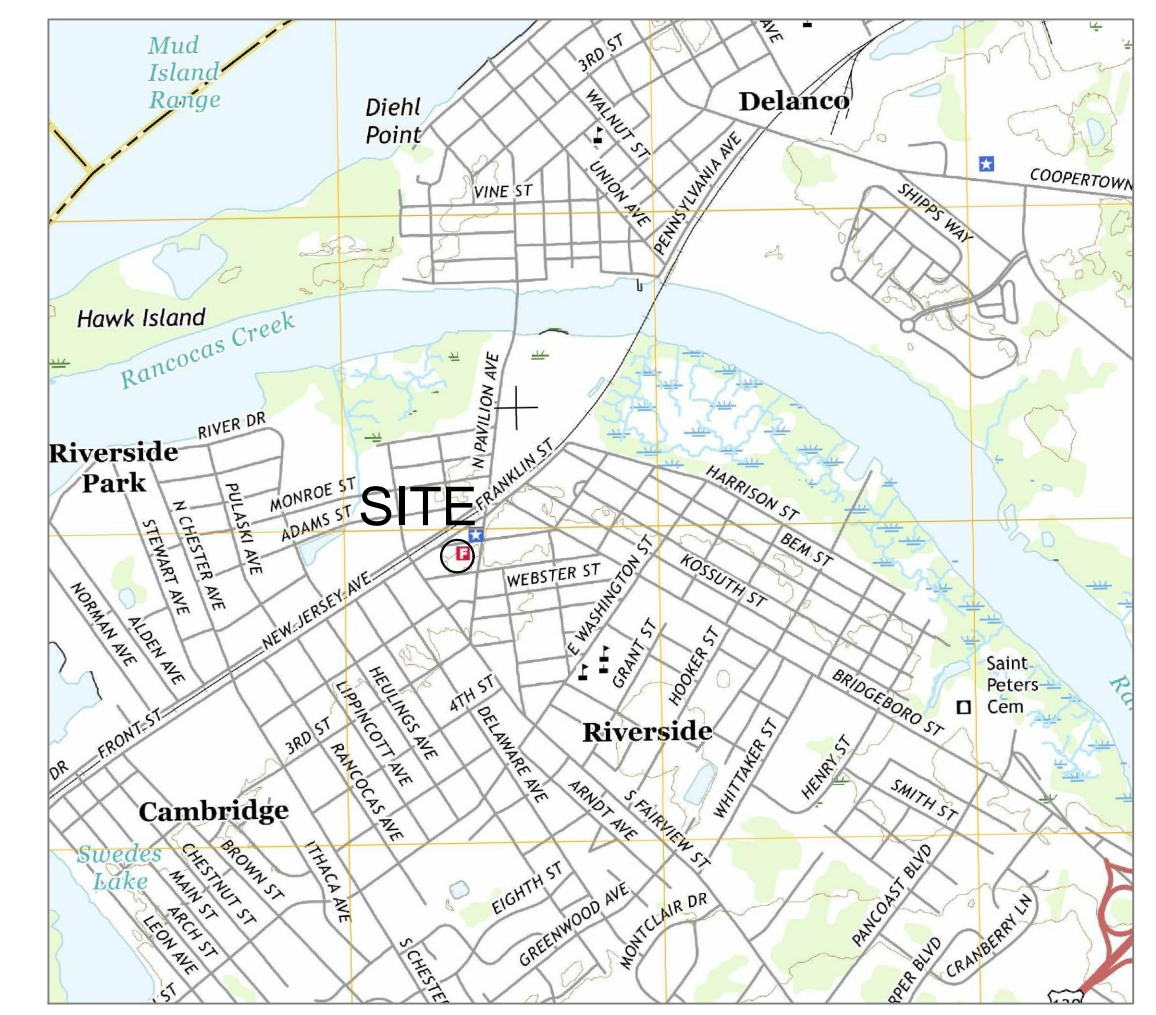 Mud
Island
Range
3RD ST
AVE
Diehl
Point
Delanco
WALNUT ST
PENNSYLVANIA AVE
UNION AVE
VINE ST
COOPERTOWN
SHIPPS WAY
Hawk Island
Rancocas Creek
N PAVILION AVE
RIVER DR
Riverside
Park
FRANKLIN ST
MONROE ST
ADAMS ST
SITE
F
HARRISON ST
PULASKI AVE
N CHESTER AVE
STEWART AVE
BEM ST
KOSSUTH ST
WEBSTER ST
E WASHINGTON ST
NEW JERSEY AVE
NORMAN AVE
ALDEN AVE
GRANT ST
HOOKER ST
Saint
Peters
Cem
BRIDGEBORO ST
HEULINGS AVE
LIPPINCOTT AVE
4TH ST
DELAWARE AVE
Riverside
FRONT ST
3RD ST
RANCOCAS AVE
WHITTAKER ST
HENRY ST
DR
SMITH ST
Cambridge
ARNDT AVE
S FAIRVIEW ST
Swedes
Lake
BROWN ST
CHESTNUT ST
MAIN ST
ARCH ST
LEON AVE
ITHACA AVE
EIGHTH ST
GREENWOOD AVE
MONTCLAIR DR
PANCOAST BLVD
CRANBERRY LN
S CHESTE
PER BLVD
ST